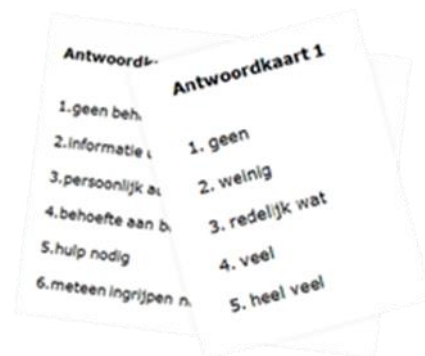 Antwoordkaart 1
1. geen
2. weinig
3. redelijk wat
4. veel
5. heel veel
1.geen
2.informatie
3.persoonlijk
4.behoefte aan
5.hulp nodig
6.meteen ingrijpen